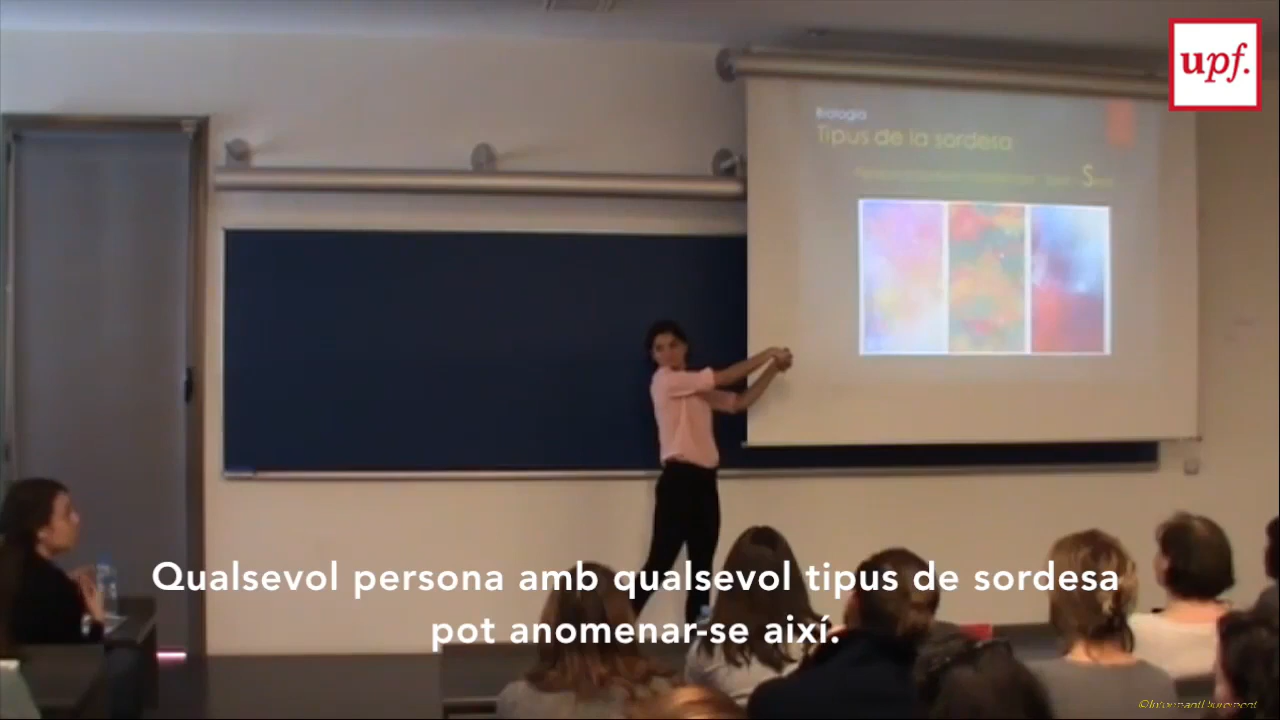 upf.
Biologia
Tipus de la sordesa
S
Qualsevol persona amb qualsevol tipus de sordesa
pot anomenar-se així.